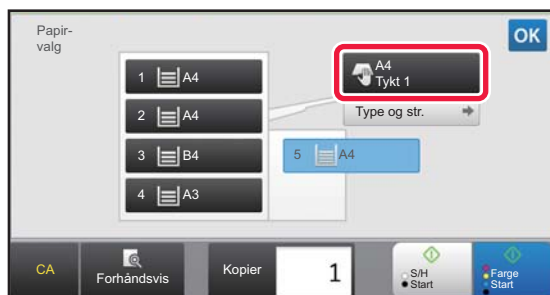 Papir-
valg
OK
1 A4
2 A4
3 B4
4 A3
A4
Tykt 1
Type og str.
5 A4
CA
Forhåndsvis
Kopier
1
S/H
Start
Farge
Start